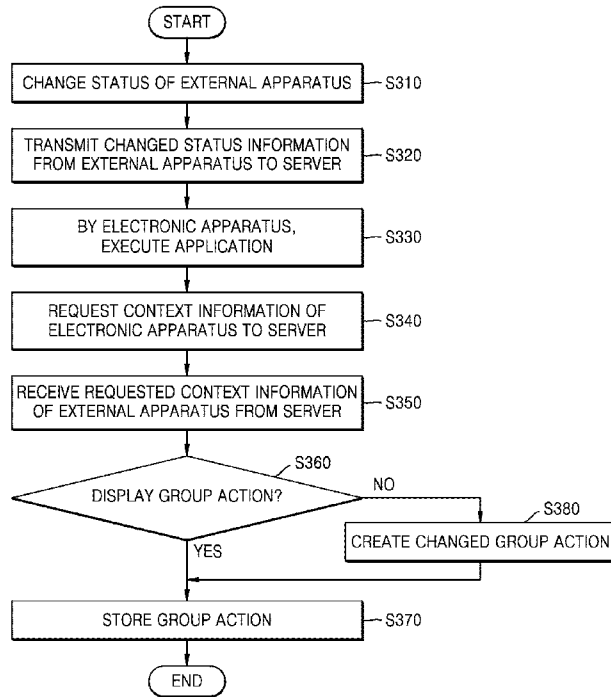 START
CHANGE STATUS OF EXTERNAL APPARATUS
S310
TRANSMIT CHANGED STATUS INFORMATION
FROM EXTERNAL APPARATUS TO SERVER
S320
BY ELECTRONIC APPARATUS,
EXECUTE APPLICATION
S330
REQUEST CONTEXT INFORMATION OF
ELECTRONIC APPARATUS TO SERVER
S340
RECEIVE REQUESTED CONTEXT INFORMATION
OF EXTERNAL APPARATUS FROM SERVER
S350
S360
DISPLAY GROUP ACTION?
NO
S380
CREATE CHANGED GROUP ACTION
YES
STORE GROUP ACTION
S370
END